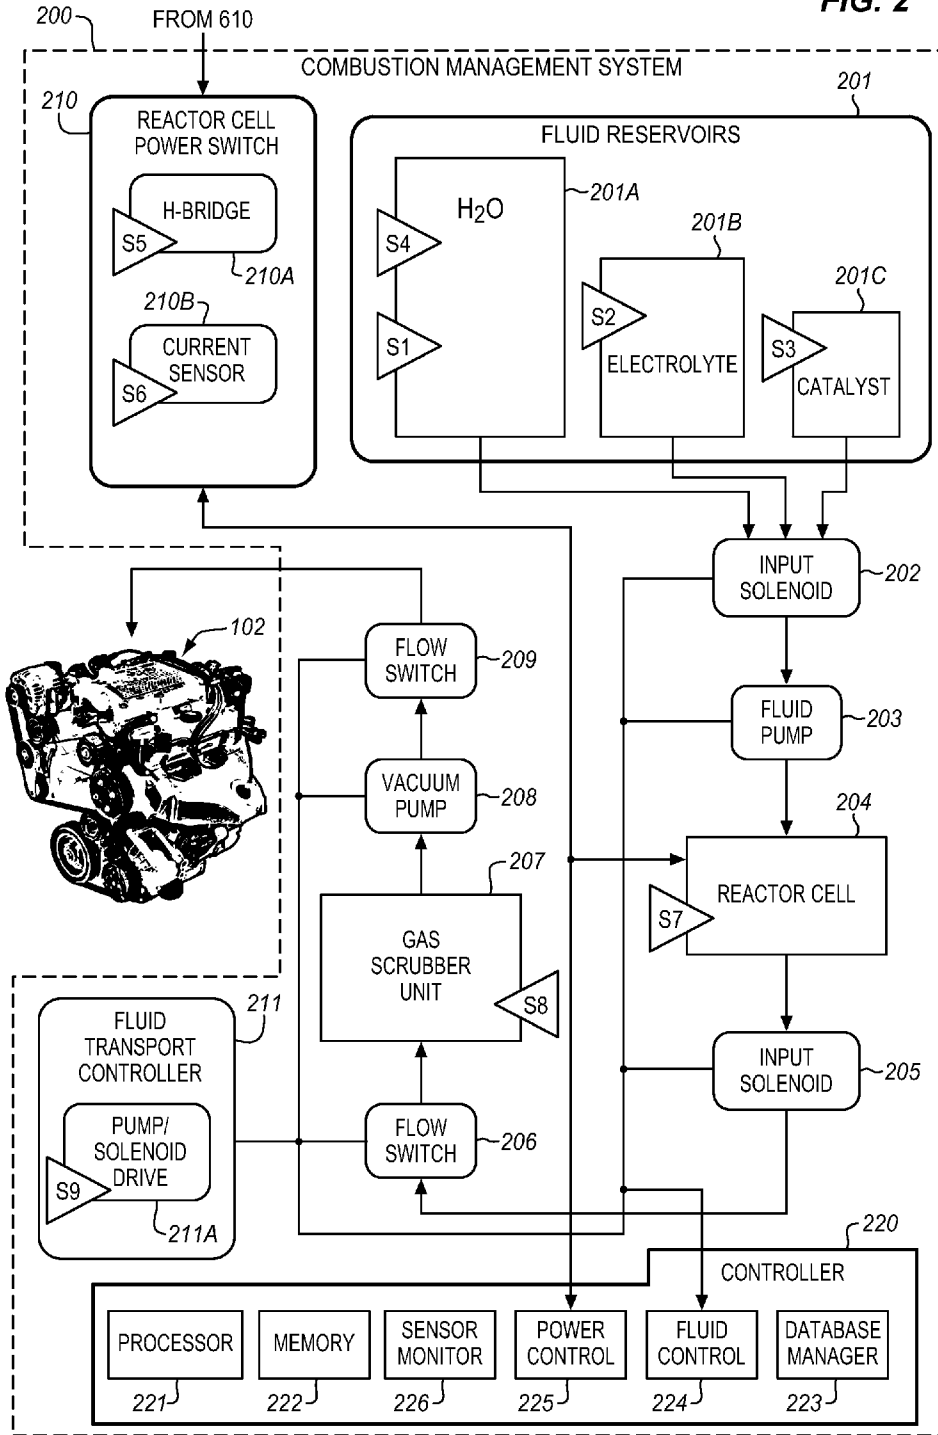 FIG. 2
200
FROM 610
COMBUSTION MANAGEMENT SYSTEM
210
REACTOR CELL
POWER SWITCH
H-BRIDGE
S5
210A
210B
CURRENT
SENSOR
S6
201
FLUID RESERVOIRS
H2O
201A
S4
S1
201B
S2
ELECTROLYTE
201C
S3
CATALYST
INPUT
SOLENOID
202
102
FLOW
SWITCH
209
FLUID
PUMP
203
VACUUM
PUMP
208
204
REACTOR CELL
S7
207
GAS
SCRUBBER
UNIT
S8
211
FLUID
TRANSPORT
CONTROLLER
PUMP/
SOLENOID
DRIVE
S9
211A
INPUT
SOLENOID
205
FLOW
SWITCH
206
220
CONTROLLER
PROCESSOR
221
MEMORY
222
SENSOR
MONITOR
226
POWER
CONTROL
225
FLUID
CONTROL
224
DATABASE
MANAGER
223